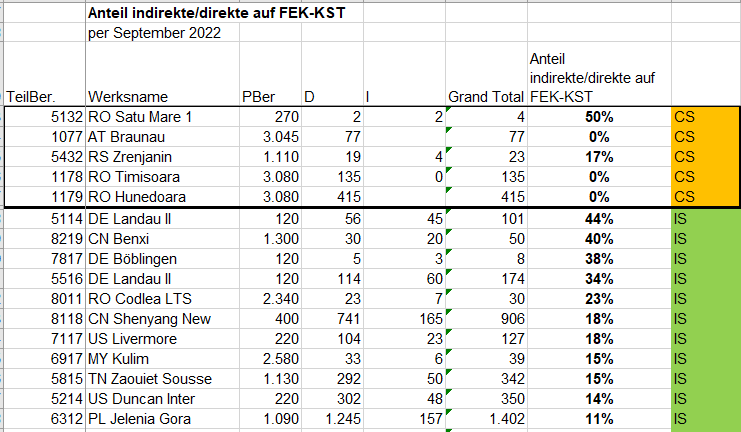 Anteil indirekte/direkte auf FEK-KST
per September 2022
Anteil
indirekte/direkte auf
TeilBer. Werksname PBer D I Grand Total FEK-KST
5132 RO Satu Mare 1 270 2 2 4 50% CS
1077 AT Braunau 3.045 77 77 0% CS
5432 RS Zrenjanin 1.110 19 4 23 17% CS
1178 RO Timisoara 3.080 135 0 135 0% CS
1179 RO Hunedoara 3.080 415 415 0% CS
5114 DE Landau II 120 56 45 101 44% IS
8219 CN Benxi 1.300 30 20 50 40% IS
7817 DE Böblingen 120 5 3 8 38% IS
5516 DE Landau II 120 114 60 174 34% IS
8011 RO Codlea LTS 2.340 23 7 30 23% IS
8118 CN Shenyang New 400 741 165 906 18% IS
7117 US Livermore 220 104 23 127 18% IS
6917 MY Kulim 2.580 33 6 39 15% IS
5815 TN Zaouiet Sousse 1.130 292 50 342 15% IS
5214 US Duncan Inter 220 302 48 350 14% IS
6312 PL Jelenia Gora 1.090 1.245 157 1.402 11% IS